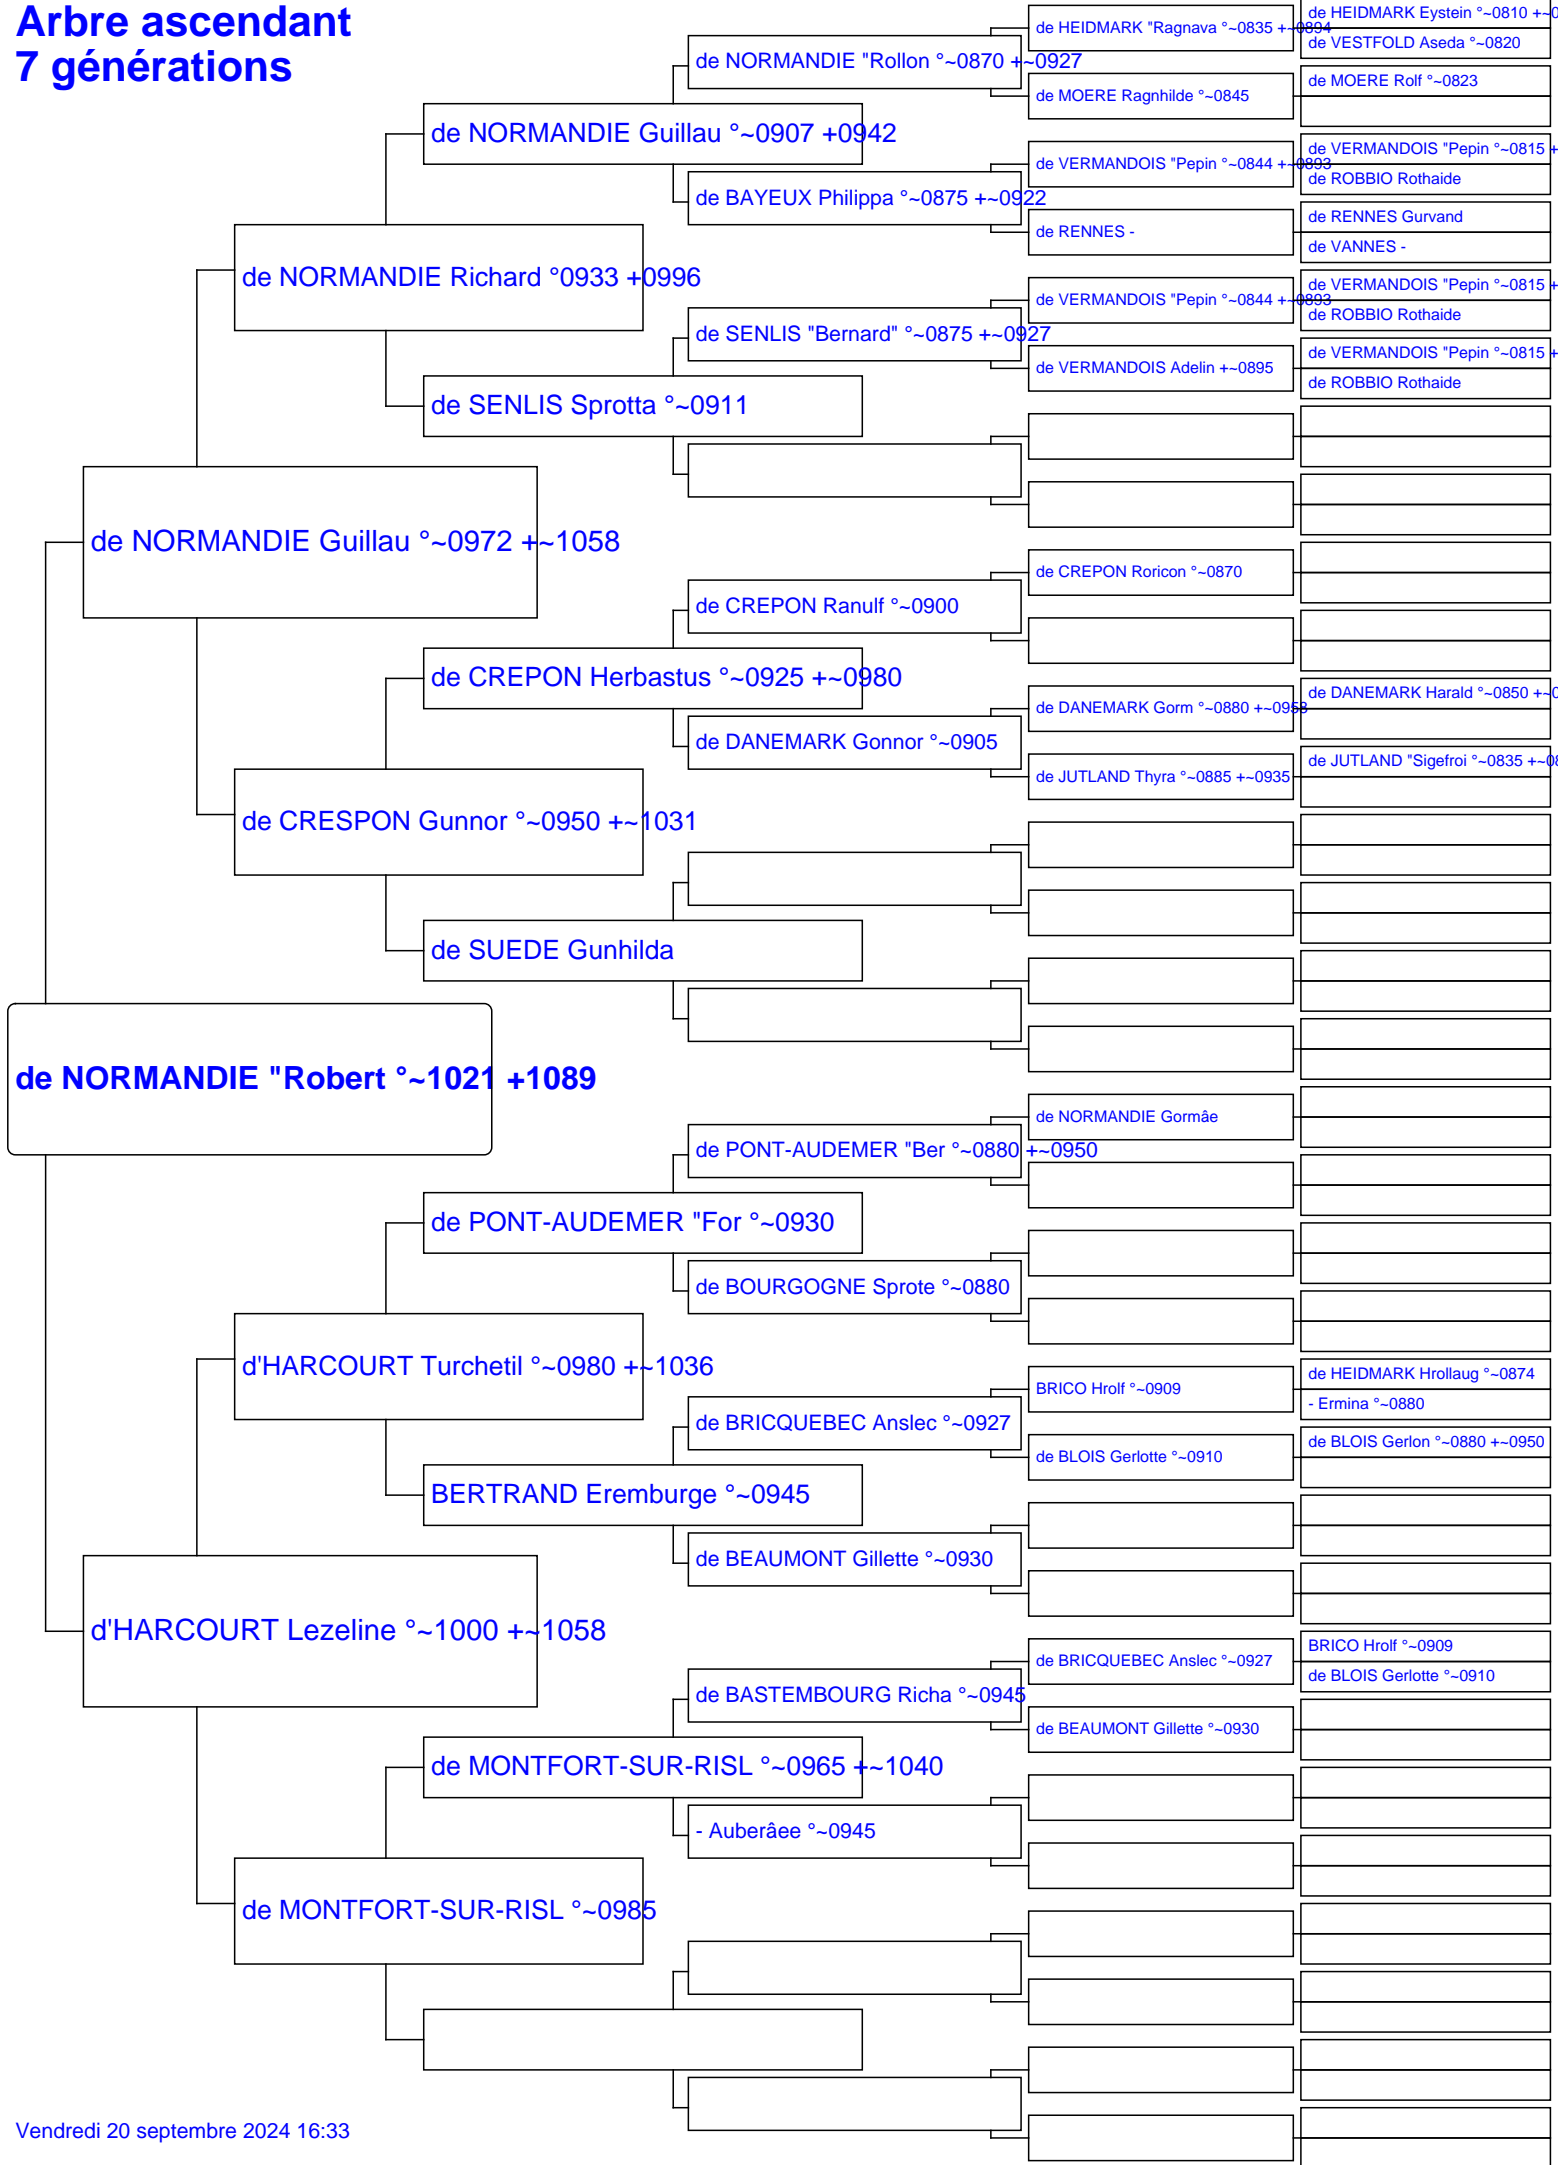 Arbre ascendant
7 générations
de HEIDMARK Eystein °~0810 +~0
de HEIDMARK "Ragnava °~0835 +~0894
de VESTFOLD Aseda °~0820
de NORMANDIE "Rollon °~0870 +~0927
de MOERE Rolf °~0823
de MOERE Ragnhilde °~0845
de NORMANDIE Guillau °~0907 +0942
de VERMANDOIS "Pepin °~0815 +
de VERMANDOIS "Pepin °~0844 +~0893
de ROBBIO Rothaide
de BAYEUX Philippa °~0875 +~0922
de RENNES Gurvand
de RENNES -
de VANNES -
de NORMANDIE Richard °0933 +0996
de VERMANDOIS "Pepin °~0815 +
de VERMANDOIS "Pepin °~0844 +~0893
de ROBBIO Rothaide
de SENLIS "Bernard" °~0875 +~0927
de VERMANDOIS "Pepin °~0815 +
de VERMANDOIS Adelin +~0895
de ROBBIO Rothaide
de SENLIS Sprotta °~0911
de NORMANDIE Guillau °~0972 +~1058
de CREPON Roricon °~0870
de CREPON Ranulf °~0900
de CREPON Herbastus °~0925 +~0980
de DANEMARK Harald °~0850 +~0
de DANEMARK Gorm °~0880 +~0958
de DANEMARK Gonnor °~0905
de JUTLAND "Sigefroi °~0835 +~08
de JUTLAND Thyra °~0885 +~0935
de CRESPON Gunnor °~0950 +~1031
de SUEDE Gunhilda
de NORMANDIE "Robert °~1021 +1089
de NORMANDIE Gormâe
de PONT-AUDEMER "Ber °~0880 +~0950
de PONT-AUDEMER "For °~0930
de BOURGOGNE Sprote °~0880
d'HARCOURT Turchetil °~0980 +~1036
de HEIDMARK Hrollaug °~0874
BRICO Hrolf °~0909
- Ermina °~0880
de BRICQUEBEC Anslec °~0927
de BLOIS Gerlon °~0880 +~0950
de BLOIS Gerlotte °~0910
BERTRAND Eremburge °~0945
de BEAUMONT Gillette °~0930
d'HARCOURT Lezeline °~1000 +~1058
BRICO Hrolf °~0909
de BRICQUEBEC Anslec °~0927
de BLOIS Gerlotte °~0910
de BASTEMBOURG Richa °~0945
de BEAUMONT Gillette °~0930
de MONTFORT-SUR-RISL °~0965 +~1040
- Auberâee °~0945
de MONTFORT-SUR-RISL °~0985
Vendredi 20 septembre 2024 16:33